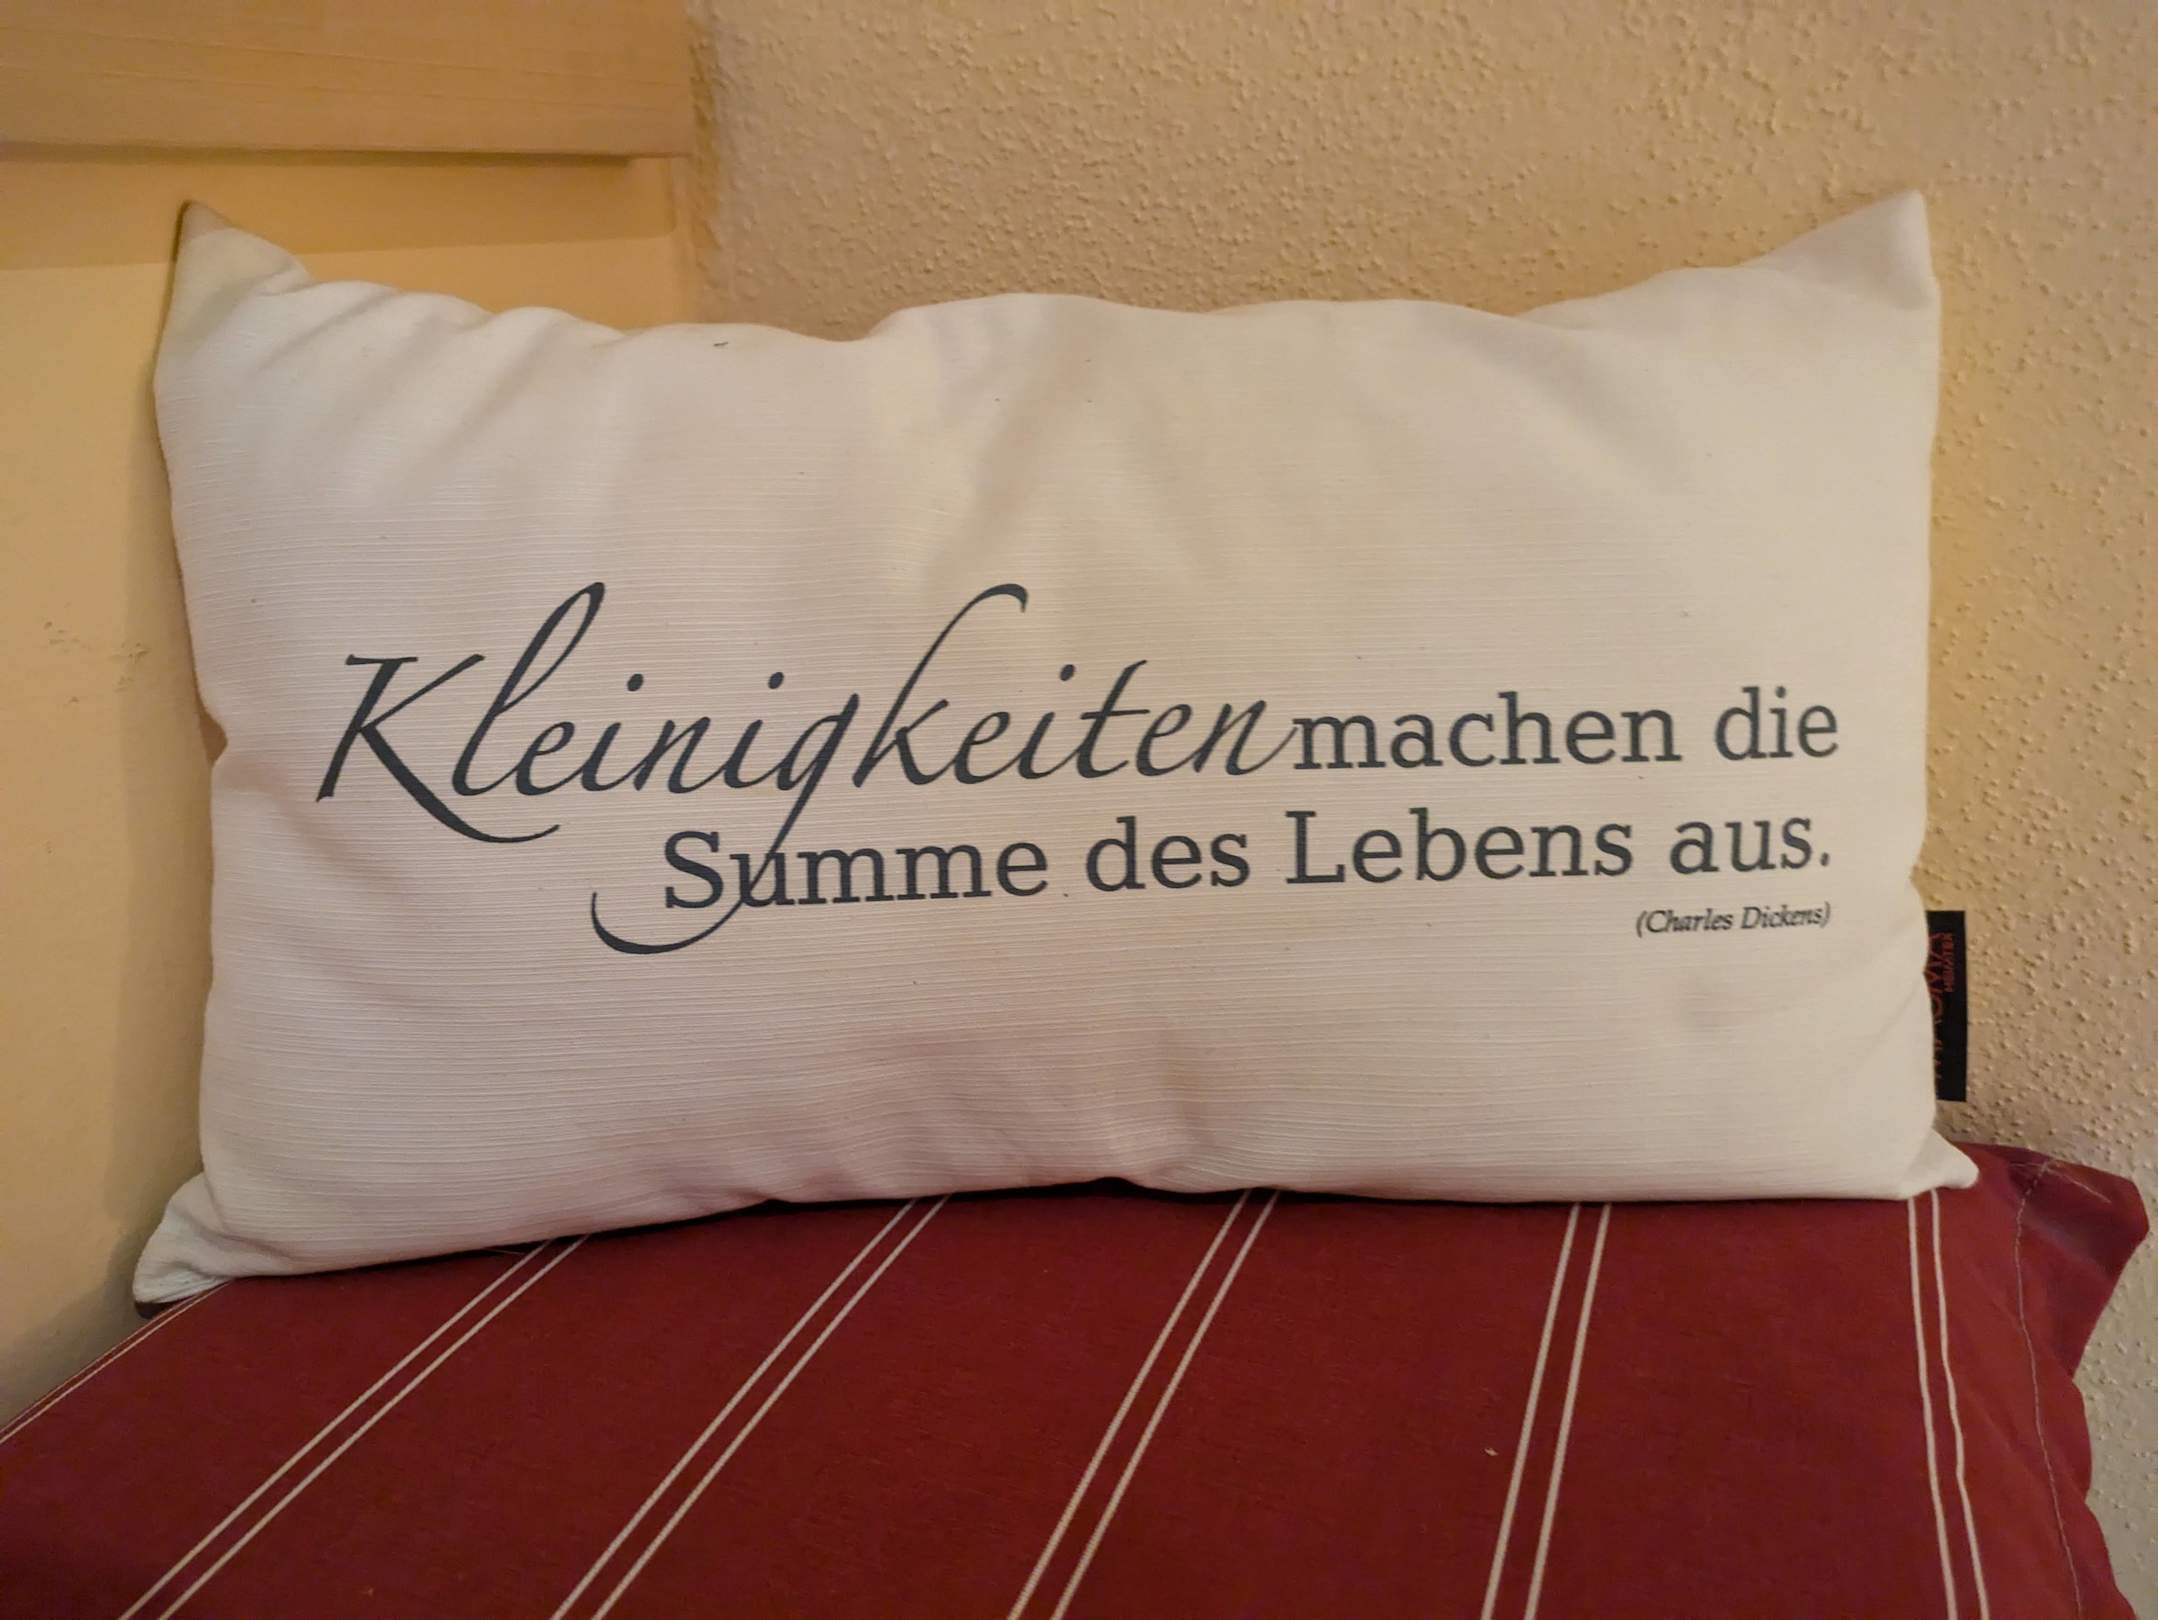 Kleinigkeiten machen die
Summe des Lebens aus.
(Charles Dickens)